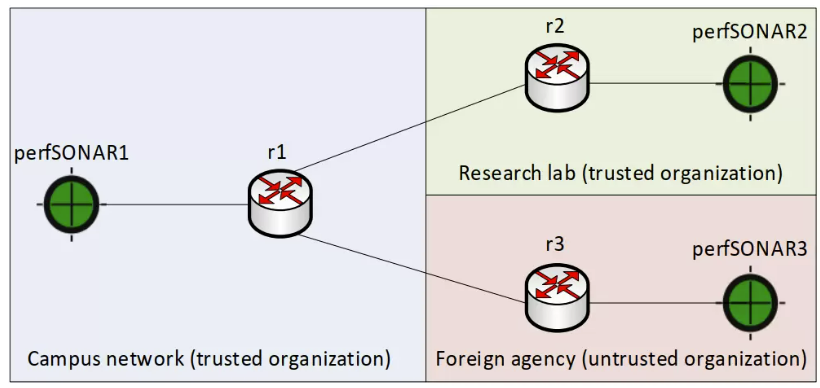 r2
perfSONAR2
perfSONAR1
r1
Research lab (trusted organization)
r3
perfSONAR3
Campus network (trusted organization)
Foreign agency (untrusted organization)